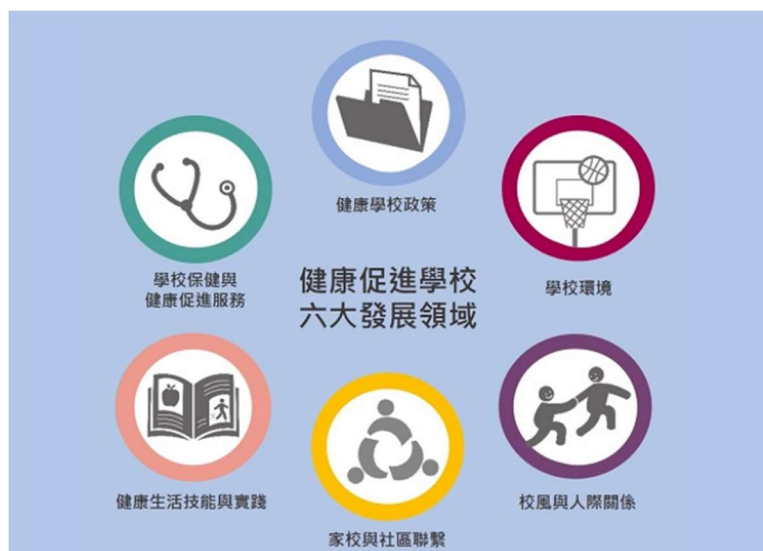 健康學校政策
學校保健與
健康促進服務
健康促進學校
六大發展領域
學校環境
健康生活技能與實踐
家校與社區聯繫
校風與人際關係